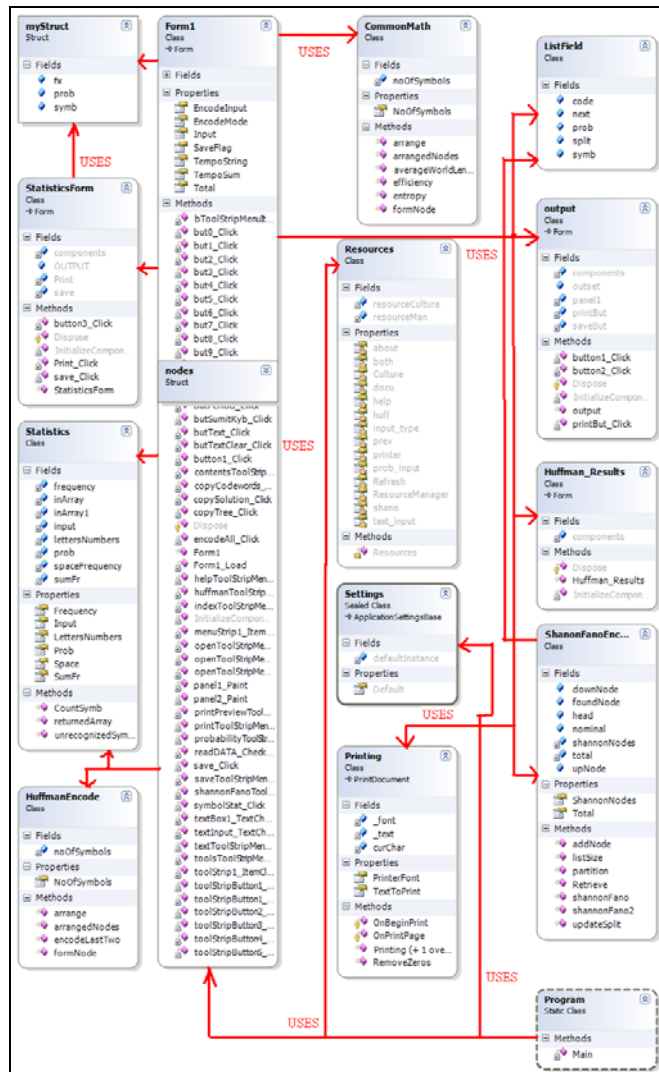 myStruct
Struct
Fields
fx
prob
symb
USES
StatisticsForm
Class
Form
Fields
components
OUTPUT
Print
save
Methods
button3_Click
Dispose
InitializeCompon...
Print_Click
save_Click
StatisticsForm
Statistics
Class
Fields
frequency
inArray
inArray1
input
lettersNumbers
prob
spaceFrequency
sumFr
Properties
Frequency
Input
LettersNumbers
Prob
Space
SumFr
Methods
CountSymb
returnedArray
unrecognizedSym...
HuffmanEncode
Class
Fields
noOfSymbols
Properties
NoOfSymbols
Methods
arrange
arrangedNodes
encodeLastTwo
formNode
Form1
Class
Form
Fields
Properties
EncodeInput
EncodeMode
Input
SaveFlag
TempoString
TempoSum
Total
Methods
bToolStripMenuIt...
but0_Click
but1_Click
but2_Click
but3_Click
but4_Click
but5_Click
but6_Click
but7_Click
but8_Click
but9_Click
nodes
Struct
butSumitKyb_Click
butText_Click
butTextClear_Click
button1_Click
contentsToolStrip...
copyCodewords_...
copySolution_Click
copyTree_Click
Dispose
encodeAll_Click
Form1
Form1_Load
helpToolStripMen...
huffmanToolStrip...
indexToolStripMe...
InitializeCompon...
menuStrip1_Item...
openToolStripMe...
openToolStripMe...
openToolStripMe...
panel1_Paint
panel2_Paint
printPreviewTool...
printToolStripMen...
probabilityToolStr...
readDATA_Check...
save_Click
saveToolStripMen...
shannonFanoTool...
symbolStat_Click
textBox1_TextCh...
textInput_TextCh...
textToolStripMen...
toolsToolStripMe...
toolStrip1_ItemCl...
toolStripButton1_...
toolStripButton1_...
toolStripButton2_...
toolStripButton3_...
toolStripButton4_...
toolStripButton5_...
USES
CommonMath
Class
Fields
noOfSymbols
Properties
NoOfSymbols
Methods
arrange
arrangedNodes
averageWorldLen...
efficiency
entropy
formNode
USES
Resources
Class
Fields
resourceCulture
resourceMan
Properties
about
both
Culture
docu
help
huff
input_type
prev
printer
prob_input
Refresh
ResourceManager
shano
text_input
Methods
Resources
USES
Settings
Sealed Class
ApplicationSettingsBase
Fields
defaultInstance
Properties
Default
USES
Printing
Class
PrintDocument
Fields
_font
_text
curChar
Properties
PrinterFont
TextToPrint
Methods
OnBeginPrint
OnPrintPage
Printing (+ 1 ove...
RemoveZeros
USES
USES
ListField
Class
Fields
code
next
prob
split
symb
output
Class
Form
Fields
components
outset
panel1
printBut
saveBut
Methods
button1_Click
button2_Click
Dispose
InitializeCompon...
output
printBut_Click
Huffman_Results
Class
Form
Fields
components
Methods
Dispose
Huffman_Results
InitializeCompon...
ShanonFanoEnc...
Class
Fields
downNode
foundNode
head
nominal
shannonNodes
total
upNode
Properties
ShannonNodes
Total
Methods
addNode
listSize
partition
Retrieve
shannonFano
shannonFano2
updateSplit
Program
Static Class
Methods
Main